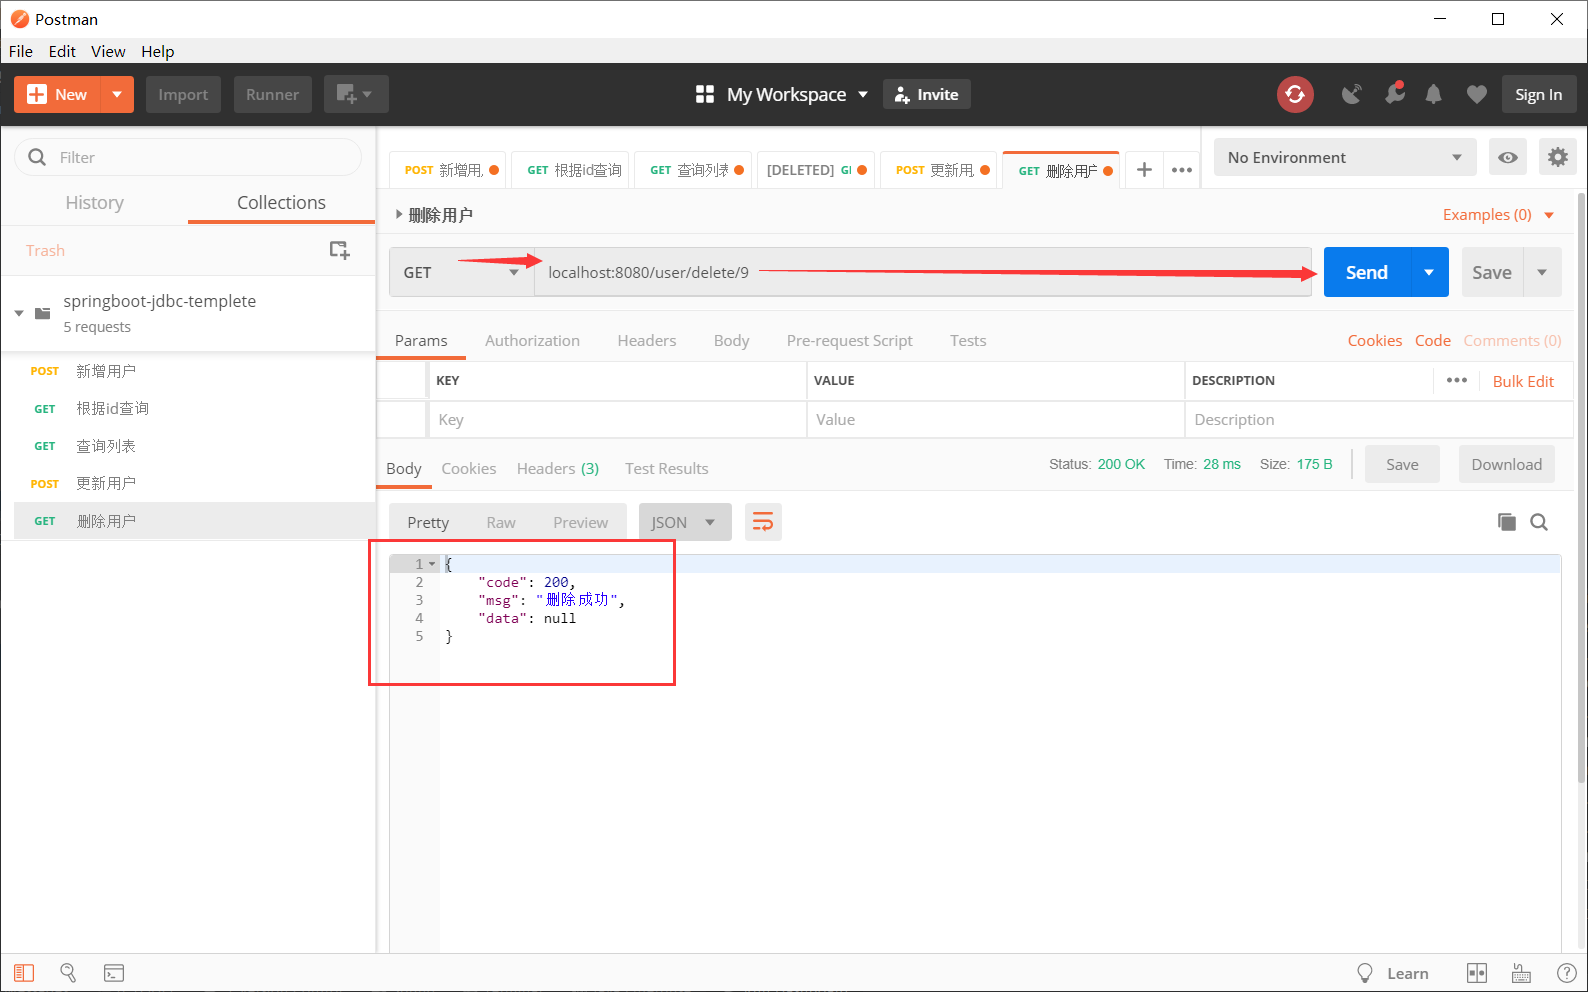 Postman
File Edit View Help
New Import Runner My Workspace Invite Sign In
Filter
History Collections
Trash
springboot-jdbc-templete
5 requests
POST 新增用户
GET 根据id查询
GET 查询列表
POST 更新用户
GET 删除用户
POST 新增用 GET 根据id查询 GET 查询列表 [DELETED] GI POST 更新用 GET 删除用户
No Environment
删除用户
Examples (0)
GET localhost:8080/user/delete/9 Send Save
Params Authorization Headers Body Pre-request Script Tests Cookies Code Comments (0)
KEY VALUE DESCRIPTION Bulk Edit
Key Value Description
Body Cookies Headers (3) Test Results Status: 200 OK Time: 28 ms Size: 175 B Save Download
Pretty Raw Preview JSON
1 {
2 "code": 200,
3 "msg": "删除成功",
4 "data": null
5 }
Learn